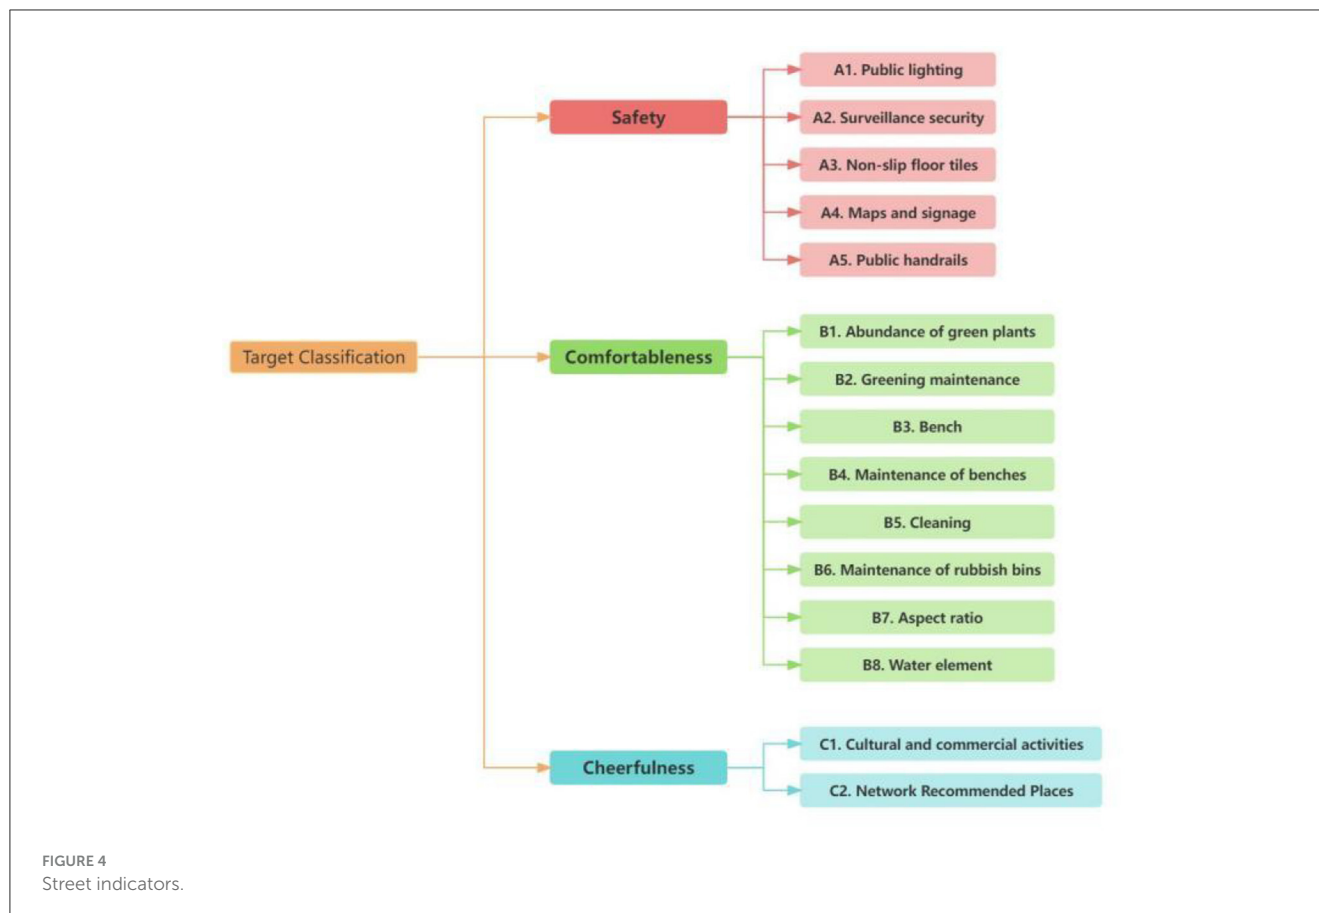 Target Classification
Safety
A1. Public lighting
A2. Surveillance security
A3. Non-slip floor tiles
A4. Maps and signage
A5. Public handrails
Comfortableness
B1. Abundance of green plants
B2. Greening maintenance
B3. Bench
B4. Maintenance of benches
B5. Cleaning
B6. Maintenance of rubbish bins
B7. Aspect ratio
B8. Water element
Cheerfulness
C1. Cultural and commercial activities
C2. Network Recommended Places
FIGURE 4
Street indicators.